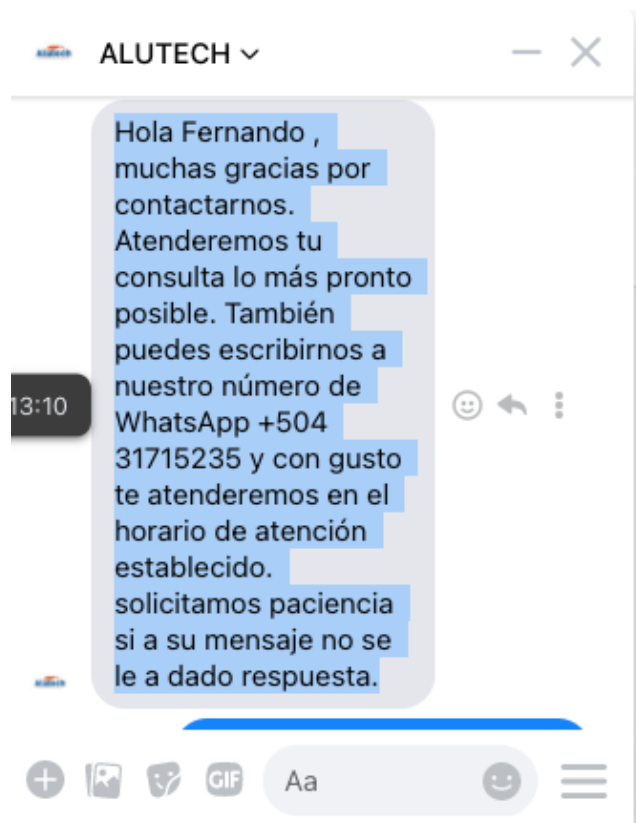 ALUTECH
Hola Fernando ,
muchas gracias por
contactarnos.
Atenderemos tu
consulta lo más pronto
posible. También
puedes escribirnos a
nuestro número de
WhatsApp +504
31715235 y con gusto
te atenderemos en el
horario de atención
establecido.
solicitamos paciencia
si a su mensaje no se
le a dado respuesta.
13:10
GIF
Aa